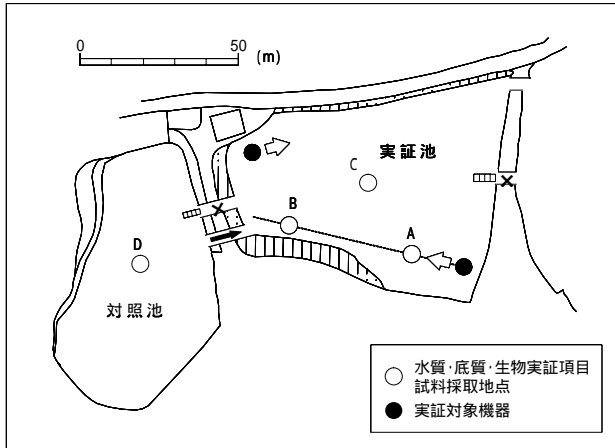 0 50 (m)
実証池
C
B
A
D
対照池
水質・底質・生物実証項目
試料採取地点
実証対象機器